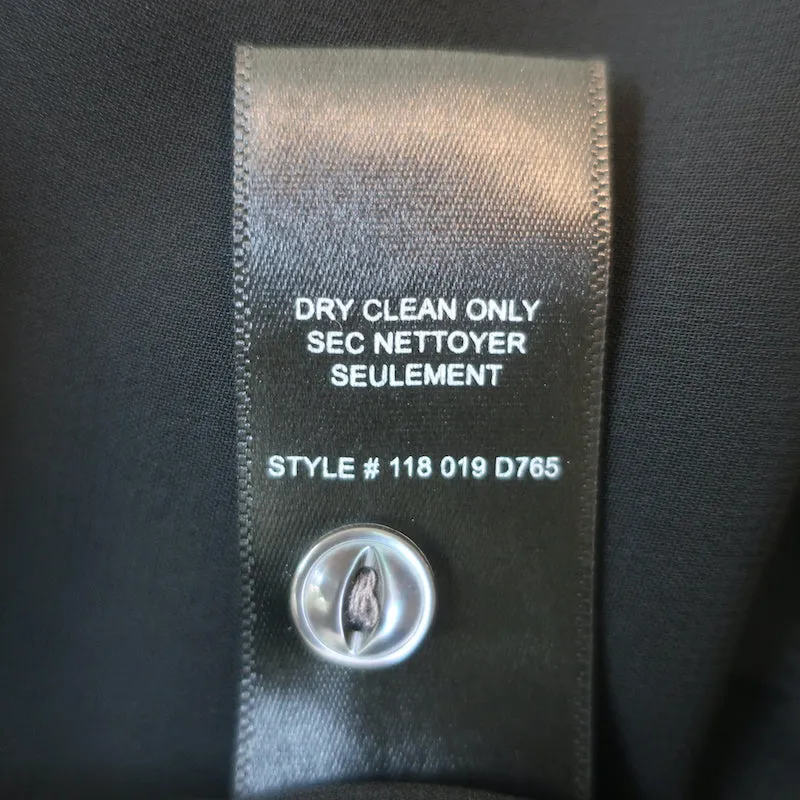 DRY CLEAN ONLY
SEC NETTOYER
SEULEMENT
STYLE # 118 019 D765